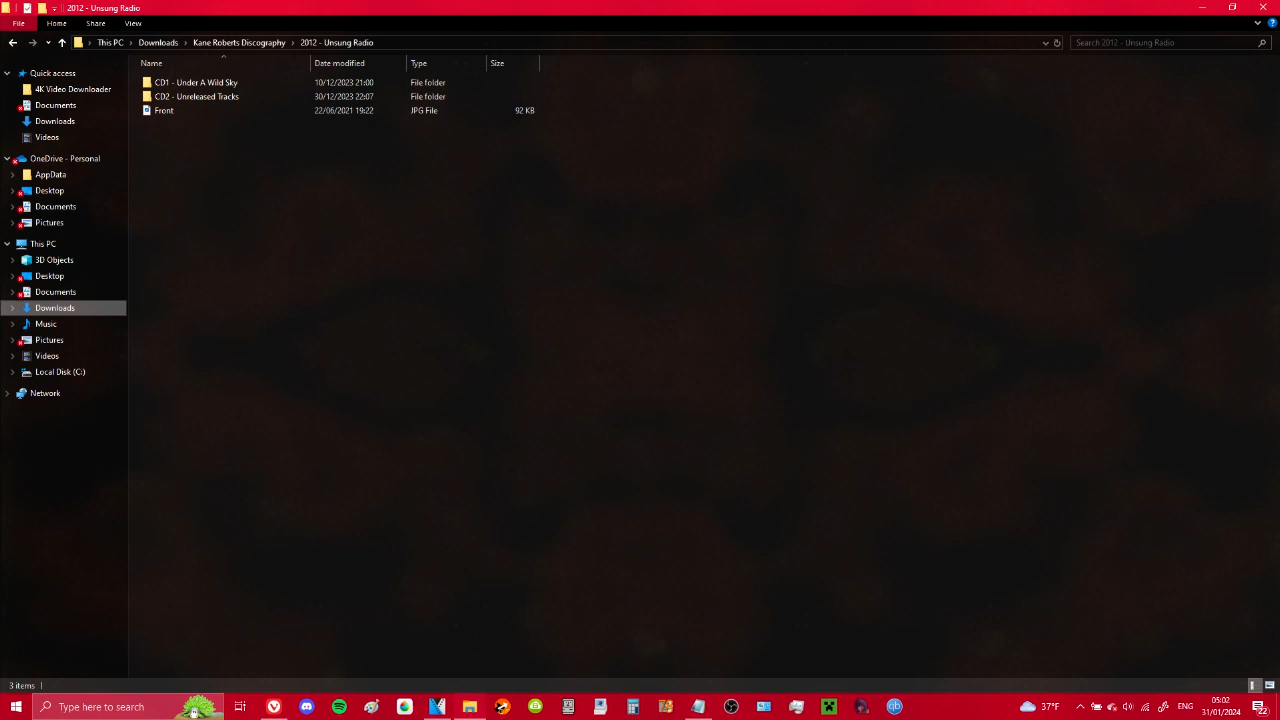 2012 - Unsung Radio
File Home Share View
This PC Downloads Kane Roberts Discography 2012 - Unsung Radio Search 2012 - Unsung Radio
Name Date modified Type Size
Quick access
4K Video Downloader
Documents
Downloads
Videos
OneDrive - Personal
AppData
Desktop
Documents
Pictures
This PC
3D Objects
Desktop
Documents
Downloads
Music
Pictures
Videos
Local Disk (C:)
Network
CD1 - Under A Wild Sky 10/12/2023 21:00 File folder
CD2 - Unreleased Tracks 30/12/2023 22:07 File folder
Front 22/06/2021 19:22 JPG File 92 KB
3 items
Type here to search
37°F
ENG
05:02
31/01/2024
22